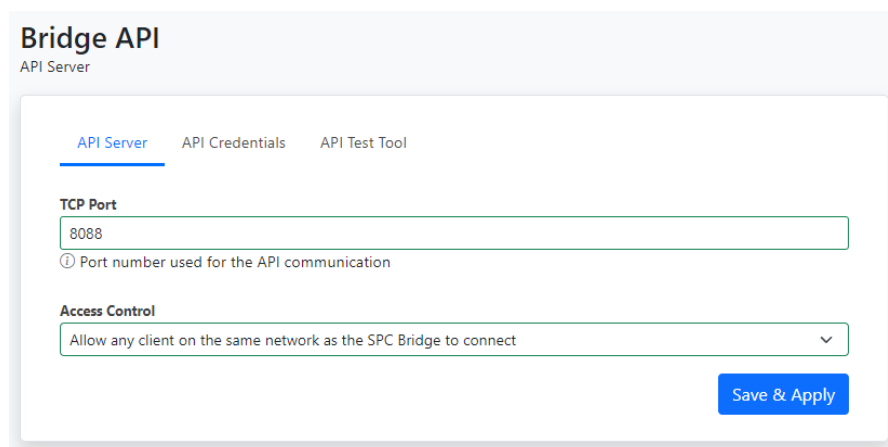 Bridge API
API Server
API Server API Credentials API Test Tool
TCP Port
8088
Port number used for the API communication
Access Control
Allow any client on the same network as the SPC Bridge to connect
Save & Apply